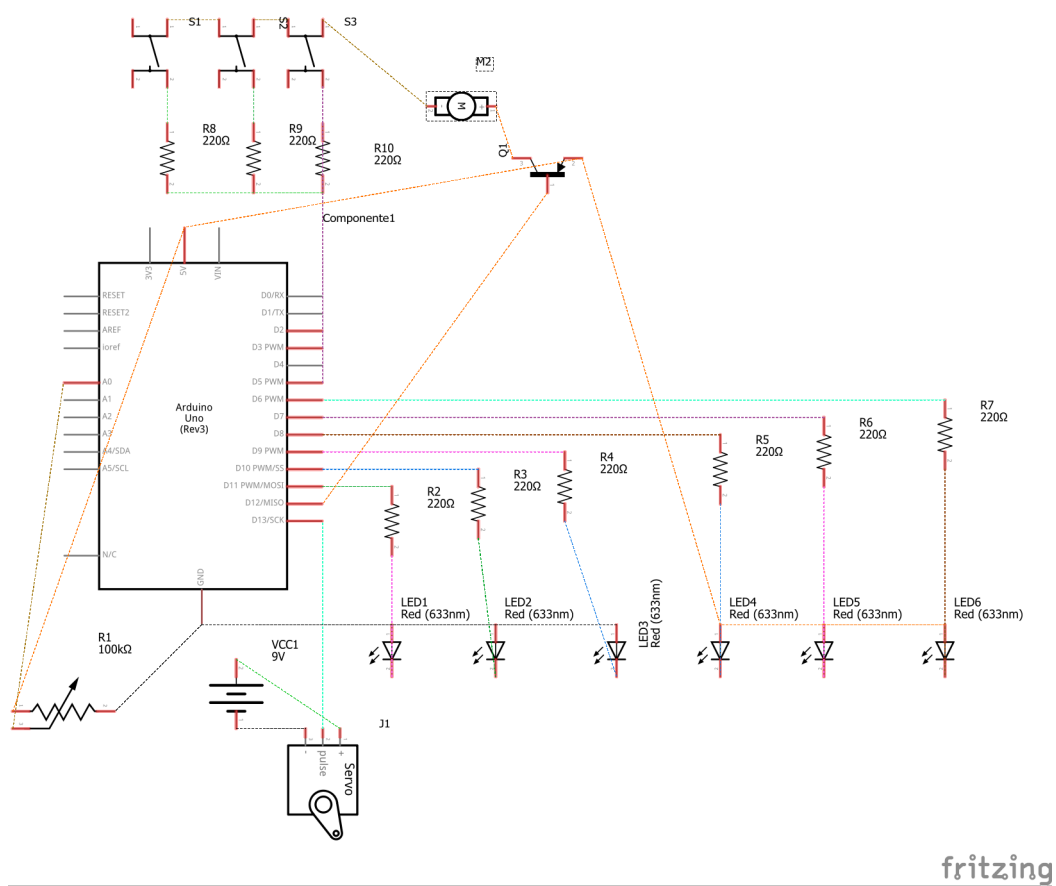 S1
S2
S3
M2
M
- +
R8
220Ω
R9
220Ω
R10
220Ω
Q1
Componente1
3V3
5V
VIN
RESET
RESET2
AREF
ioref
A0
A1
A2
A3
A4/SDA
A5/SCL
N/C
D0/RX
D1/TX
D2
D3 PWM
D4
D5 PWM
D6 PWM
D7
D8
D9 PWM
D10 PWM/SS
D11 PWM/MOSI
D12/MISO
D13/SCK
GND
Arduino
Uno
(Rev3)
R7
220Ω
R6
220Ω
R5
220Ω
R4
220Ω
R3
220Ω
R2
220Ω
LED1
Red (633nm)
LED2
Red (633nm)
LED3
Red (633nm)
LED4
Red (633nm)
LED5
Red (633nm)
LED6
Red (633nm)
R1
100kΩ
VCC1
9V
J1
- pulse +
Servo
fritzing